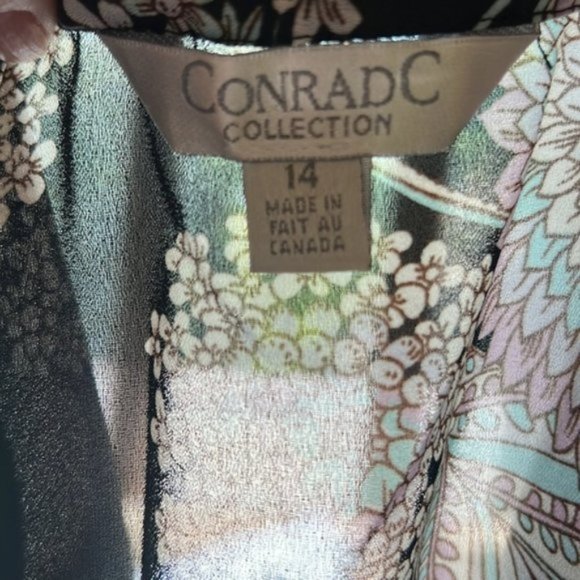 CONRADC
COLLECTION
14
MADE IN
FAIT AU
CANADA